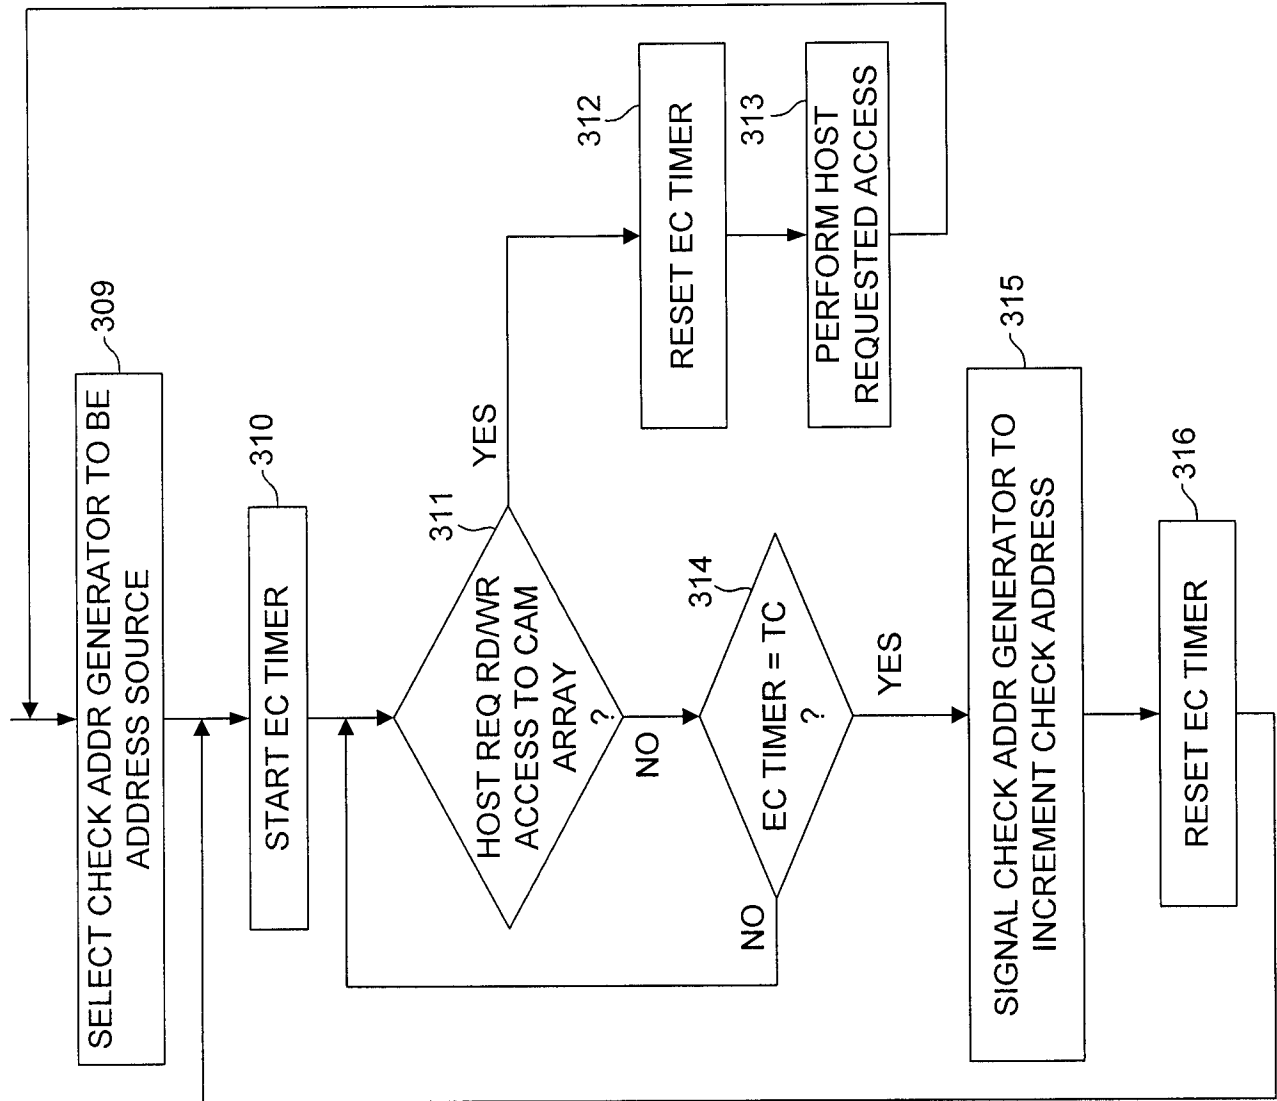 SELECT CHECK ADDR GENERATOR TO BE
ADDRESS SOURCE
309
START EC TIMER
310
HOST REQ RD/WR
ACCESS TO CAM
ARRAY
?
311
YES
NO
RESET EC TIMER
312
PERFORM HOST
REQUESTED ACCESS
313
EC TIMER = TC
?
314
NO
YES
SIGNAL CHECK ADDR GENERATOR TO
INCREMENT CHECK ADDRESS
315
RESET EC TIMER
316